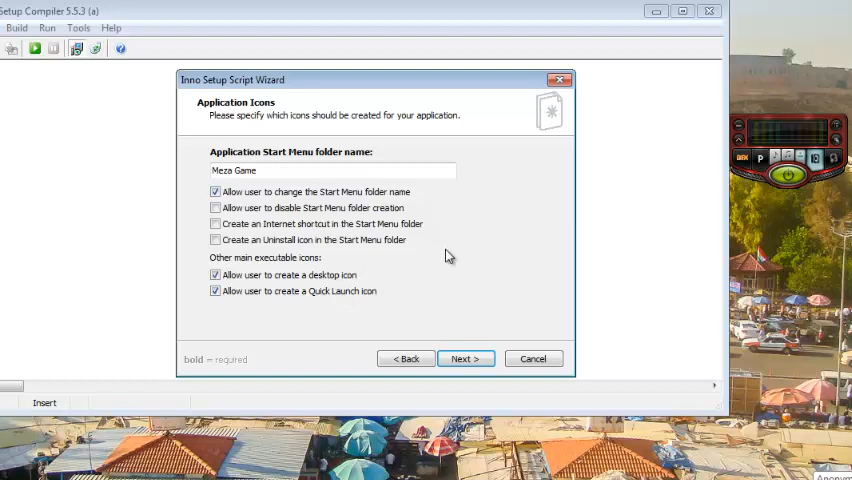 Setup Compiler 5.5.3 (a)
Build Run Tools Help
Inno Setup Script Wizard
Application Icons
Please specify which icons should be created for your application.
Application Start Menu folder name:
Meza Game
Allow user to change the Start Menu folder name
Allow user to disable Start Menu folder creation
Create an Internet shortcut in the Start Menu folder
Create an Uninstall icon in the Start Menu folder
Other main executable icons:
Allow user to create a desktop icon
Allow user to create a Quick Launch icon
bold = required
< Back
Next >
Cancel
Insert
Anonym